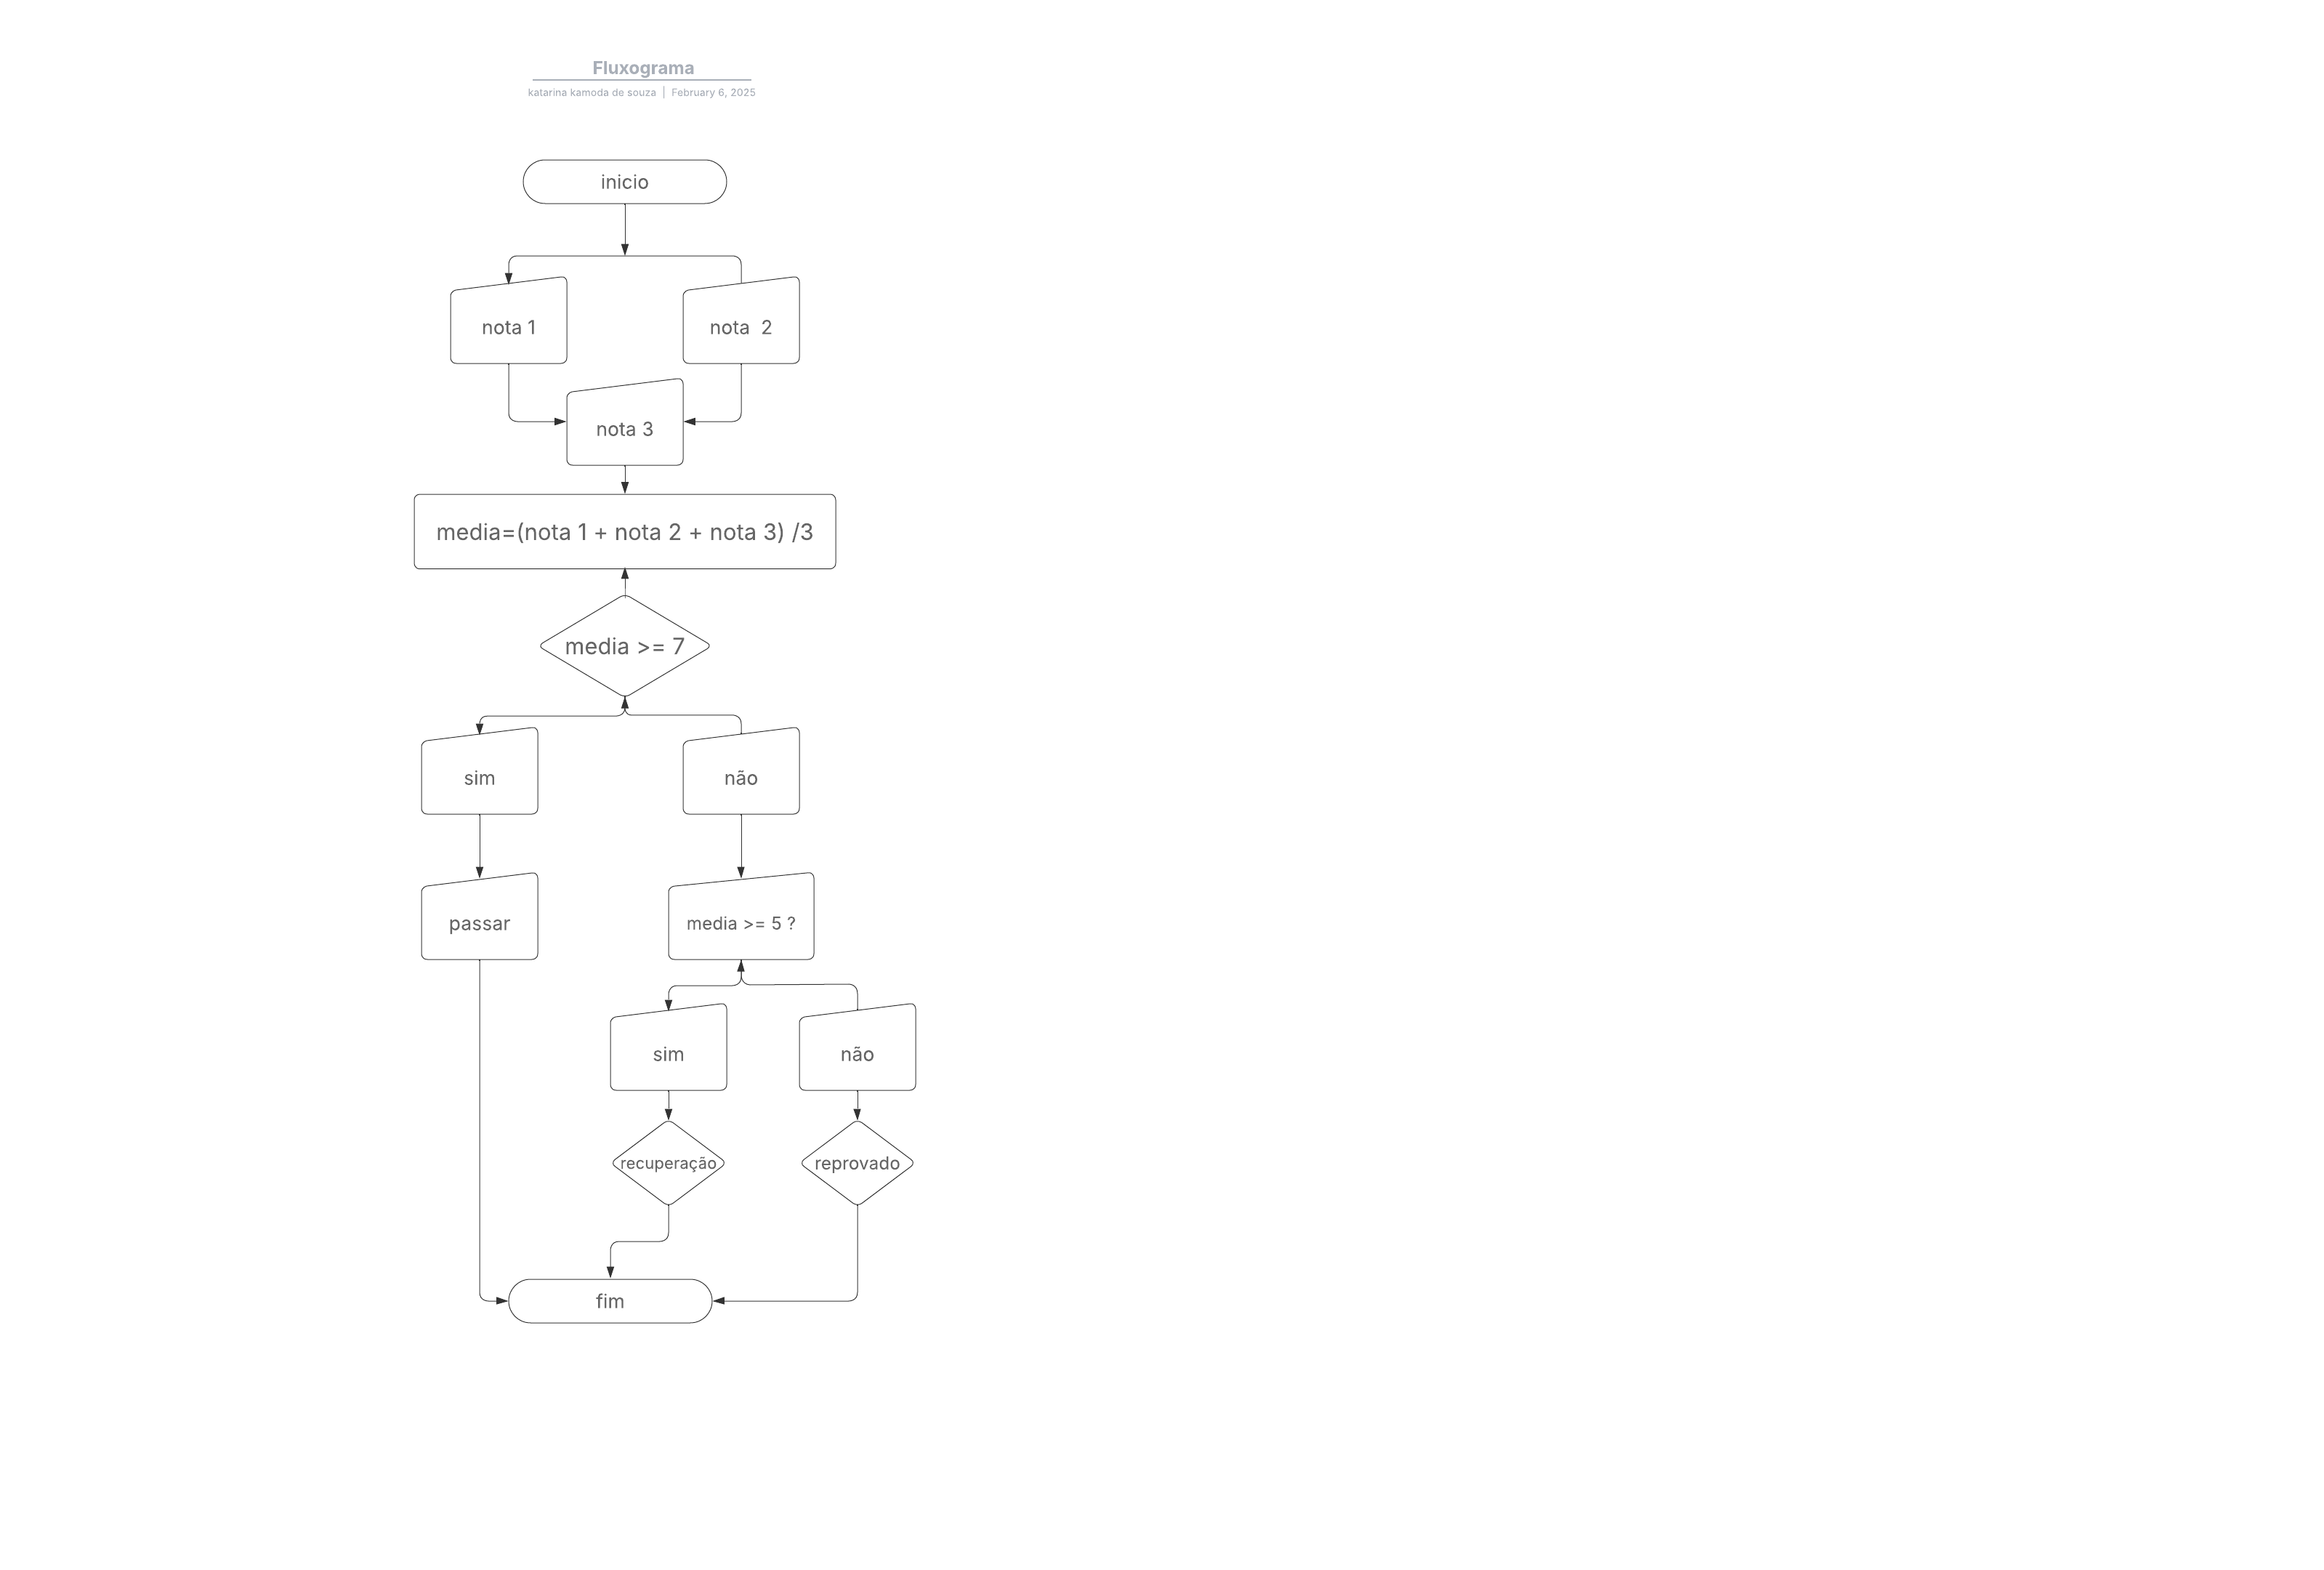 Fluxograma
katarina kamoda de souza | February 6, 2025
inicio
nota 1
nota  2
nota 3
media=(nota 1 + nota 2 + nota 3) /3
media >= 7
sim
não
passar
media >= 5 ?
sim
não
recuperação
reprovado
fim